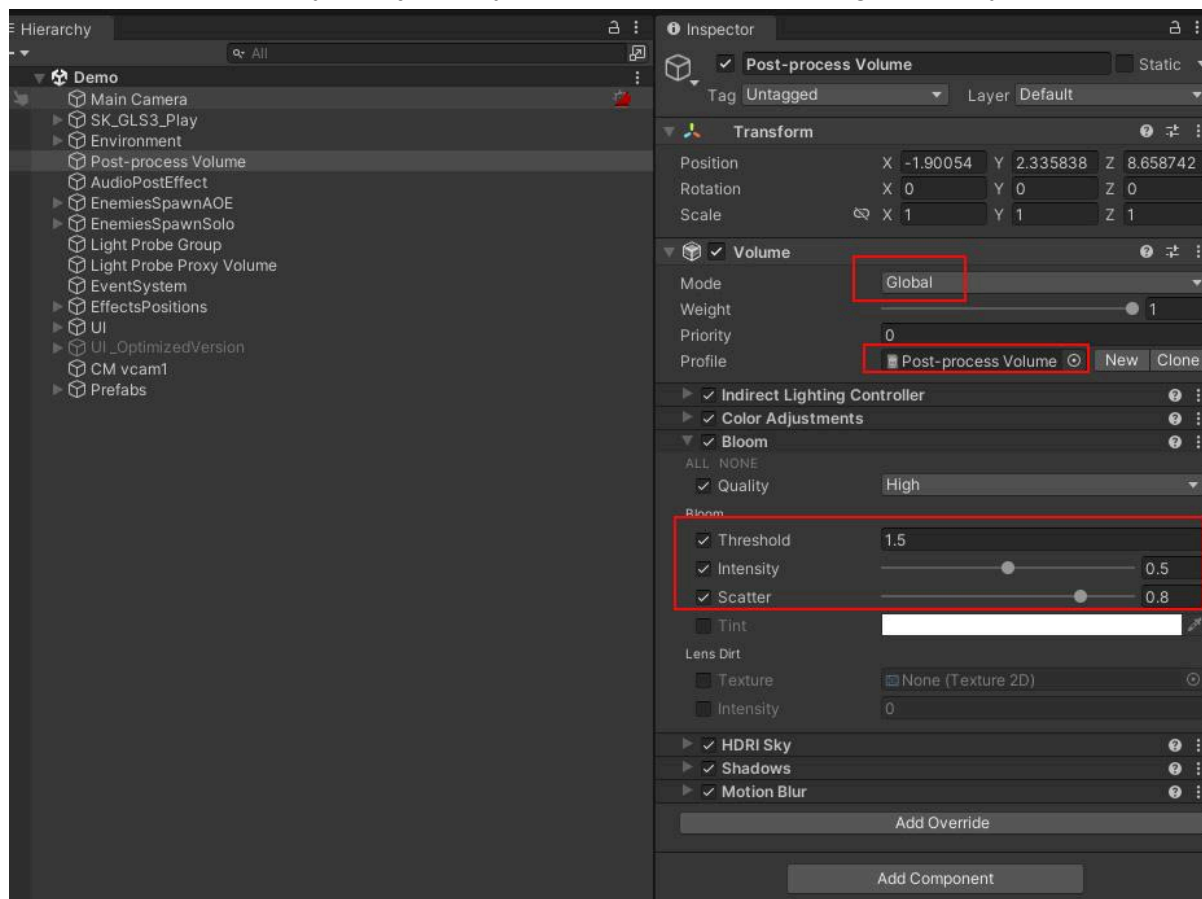 Hierarchy
All
Demo
Main Camera
SK_GLS3_Play
Environment
Post-process Volume
AudioPostEffect
EnemiesSpawnAOE
EnemiesSpawnSolo
Light Probe Group
Light Probe Proxy Volume
EventSystem
EffectsPositions
UI
UI_OptimizedVersion
CM vcam1
Prefabs
Inspector
Post-process Volume Static
Tag Untagged Layer Default
Transform
Position X -1.90054 Y 2.335838 Z 8.658742
Rotation X 0 Y 0 Z 0
Scale X 1 Y 1 Z 1
Volume
Mode Global
Weight 1
Priority 0
Profile Post-process Volume New Clone
Indirect Lighting Controller
Color Adjustments
Bloom
ALL NONE
Quality High
Bloom
Threshold 1.5
Intensity 0.5
Scatter 0.8
Tint
Lens Dirt
Texture None (Texture 2D)
Intensity 0
HDRI Sky
Shadows
Motion Blur
Add Override
Add Component